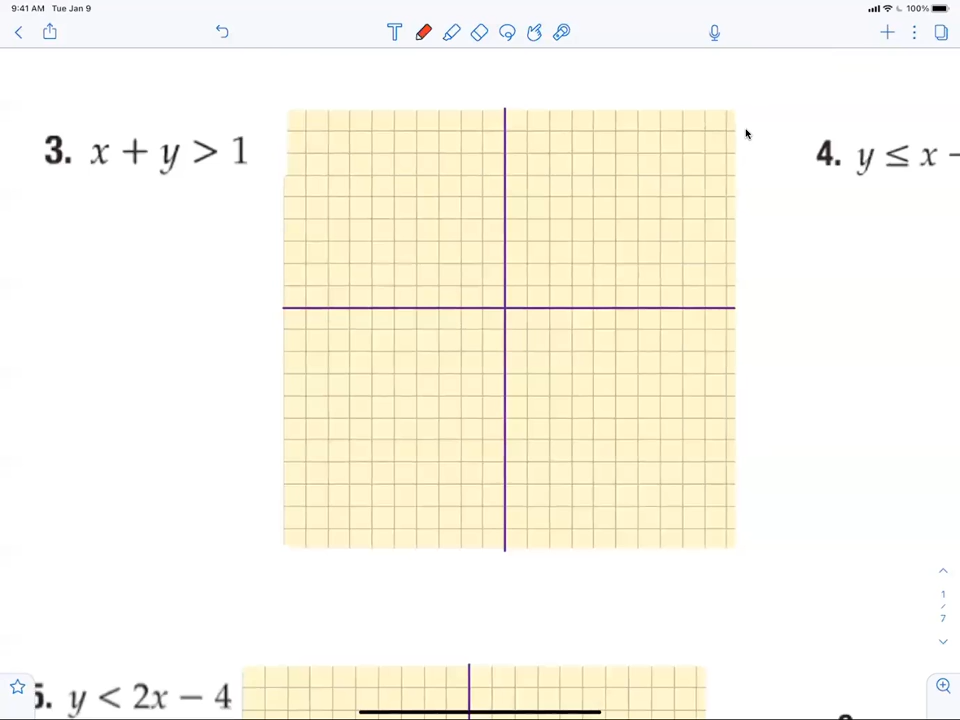 9:41 AM Tue Jan 9
100%
3. x + y > 1
4. y ≤ x −
1
/
7
5. y < 2x − 4